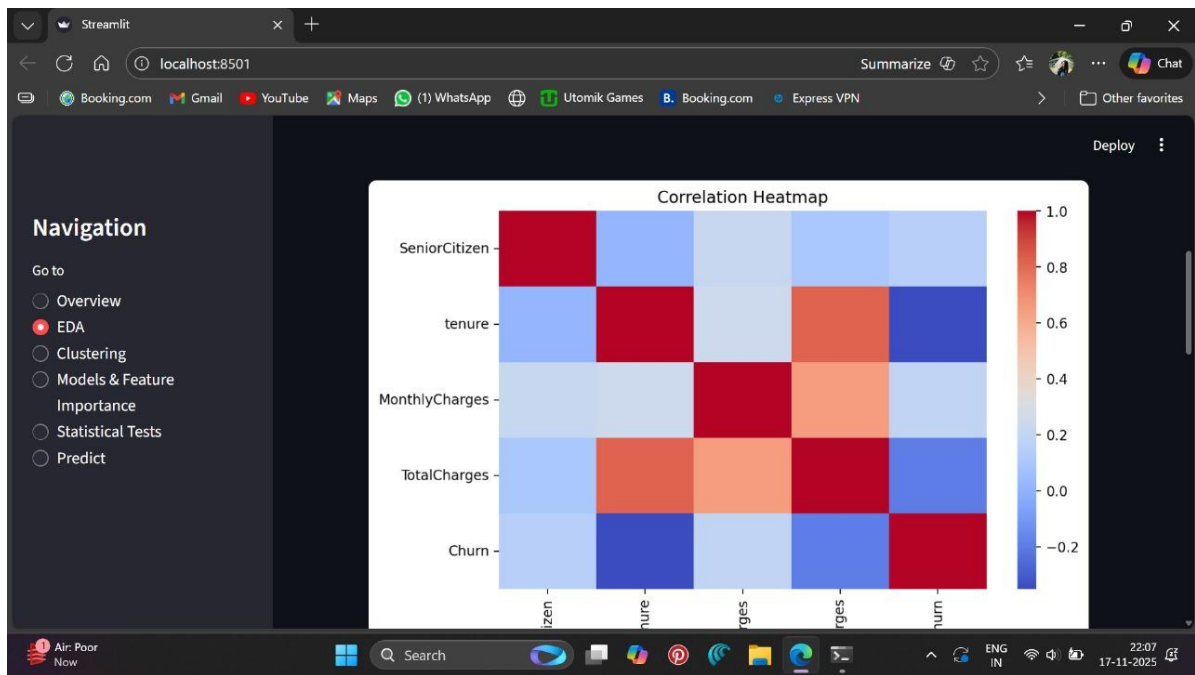 Streamlit
localhost:8501
Summarize
Chat
Booking.com
Gmail
YouTube
Maps
(1) WhatsApp
Utomik Games
B. Booking.com
Express VPN
Other favorites
Deploy
Navigation
Go to
Overview
EDA
Clustering
Models & Feature
Importance
Statistical Tests
Predict
Correlation Heatmap
SeniorCitizen
tenure
MonthlyCharges
TotalCharges
Churn
1.0
0.8
0.6
0.4
0.2
0.0
−0.2
izen
nure
rges
rges
hurn
1
Air: Poor
Now
Search
ENG
IN
22:07
17-11-2025